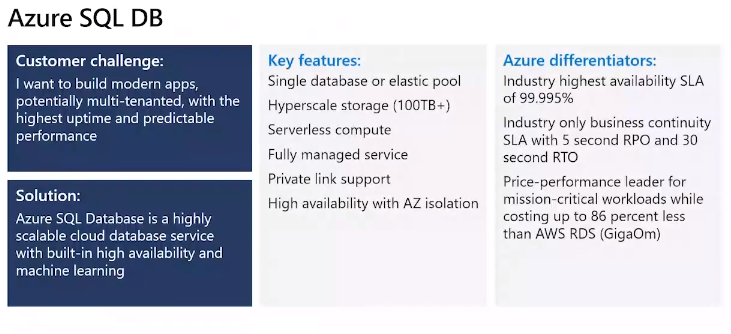 Azure SQL DB
Customer challenge:
I want to build modern apps,
potentially multi-tenanted, with the
highest uptime and predictable
performance
Solution:
Azure SQL Database is a highly
scalable cloud database service
with built-in high availability and
machine learning
Key features:
Single database or elastic pool
Hyperscale storage (100TB+)
Serverless compute
Fully managed service
Private link support
High availability with AZ isolation
Azure differentiators:
Industry highest availability SLA
of 99.995%
Industry only business continuity
SLA with 5 second RPO and 30
second RTO
Price-performance leader for
mission-critical workloads while
costing up to 86 percent less
than AWS RDS (GigaOm)